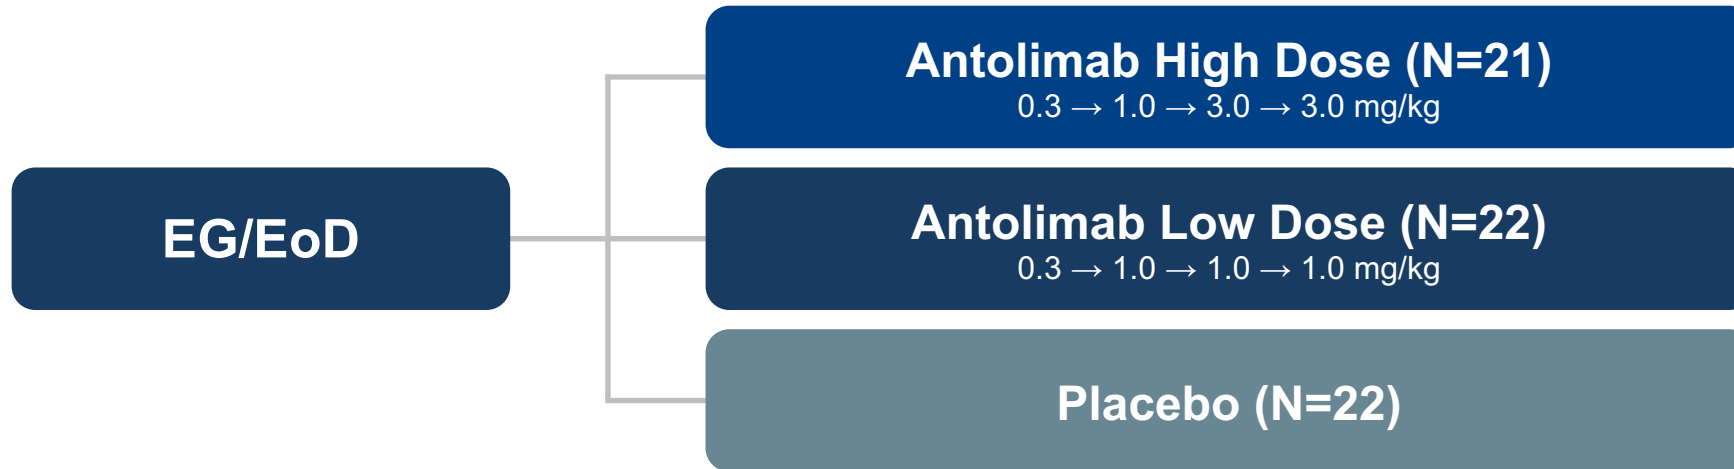 EG/EoD
Antolimab High Dose (N=21)
0.3 → 1.0 → 3.0 → 3.0 mg/kg
Antolimab Low Dose (N=22)
0.3 → 1.0 → 1.0 → 1.0 mg/kg
Placebo (N=22)